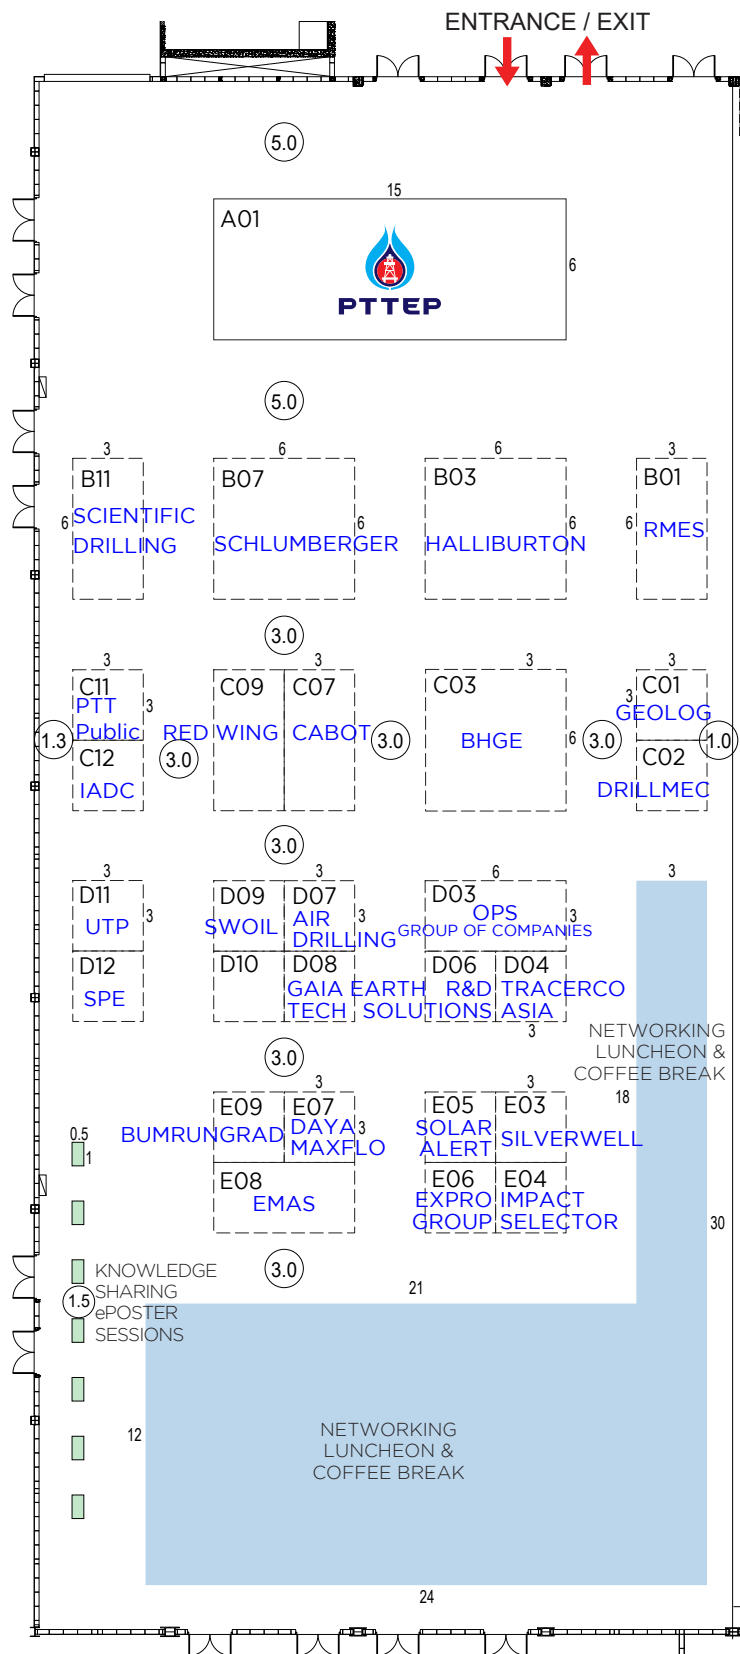 ENTRANCE / EXIT
5.0
15
A01
6
PTTEP
5.0
3
6
6
3
B11
B07
B03
B01
6
SCIENTIFIC
DRILLING
6
SCHLUMBERGER
6
HALLIBURTON
6
RMES
3.0
3
3
3
3
C11
C09
C07
C03
C01
PTT
Public
3
RED WING
CABOT
BHGE
3
GEOLOG
1.3
3.0
3.0
6
3.0
1.0
C12
IADC
C02
DRILLMEC
3.0
3
3
6
3
D11
D09
D07
D03
UTP
3
SWOIL
AIR
DRILLING
3
OPS
GROUP OF COMPANIES
3
D12
D10
D08
D06
D04
SPE
GAIA EARTH
TECH SOLUTIONS
R&D
TRACERCO
ASIA
3
NETWORKING
LUNCHEON &
COFFEE BREAK
3.0
3
3
18
E09
E07
E05
E03
BUMRUNGRAD
DAYA
MAXFLO
3
SOLAR
ALERT
SILVERWELL
0.5
1
E08
E06
E04
EMAS
EXPRO
GROUP
IMPACT
SELECTOR
30
3.0
KNOWLEDGE
SHARING
ePOSTER
SESSIONS
1.5
21
12
NETWORKING
LUNCHEON &
COFFEE BREAK
24